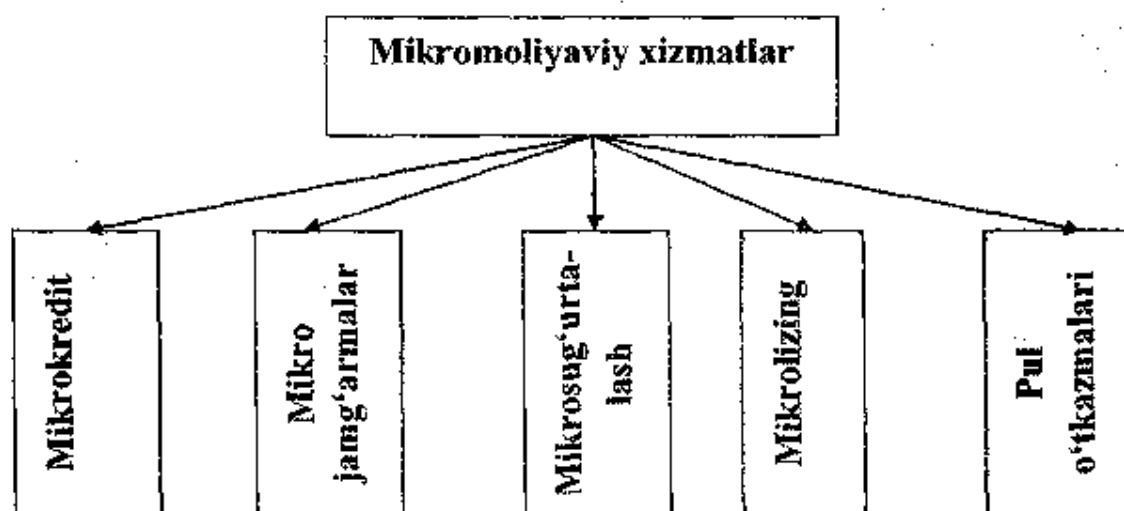 Mikromoliyaviy xizmatlar
Mikrokredit
Mikro
jamg‘armalar
Mikrosug‘urta-
lash
Mikrolizing
Pul
o‘tkazmalari